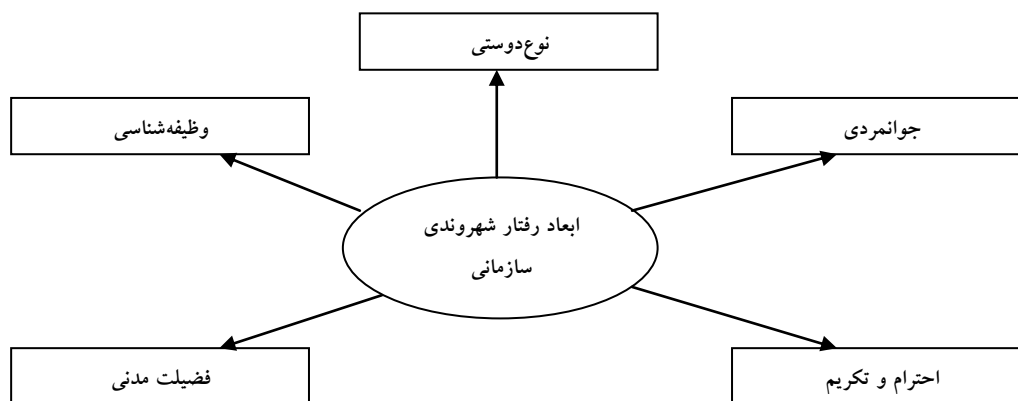 نوع‌دوستی
جوانمردی
وظیفه‌شناسی
ابعاد رفتار شهروندی
سازمانی
احترام و تکریم
فضیلت مدنی